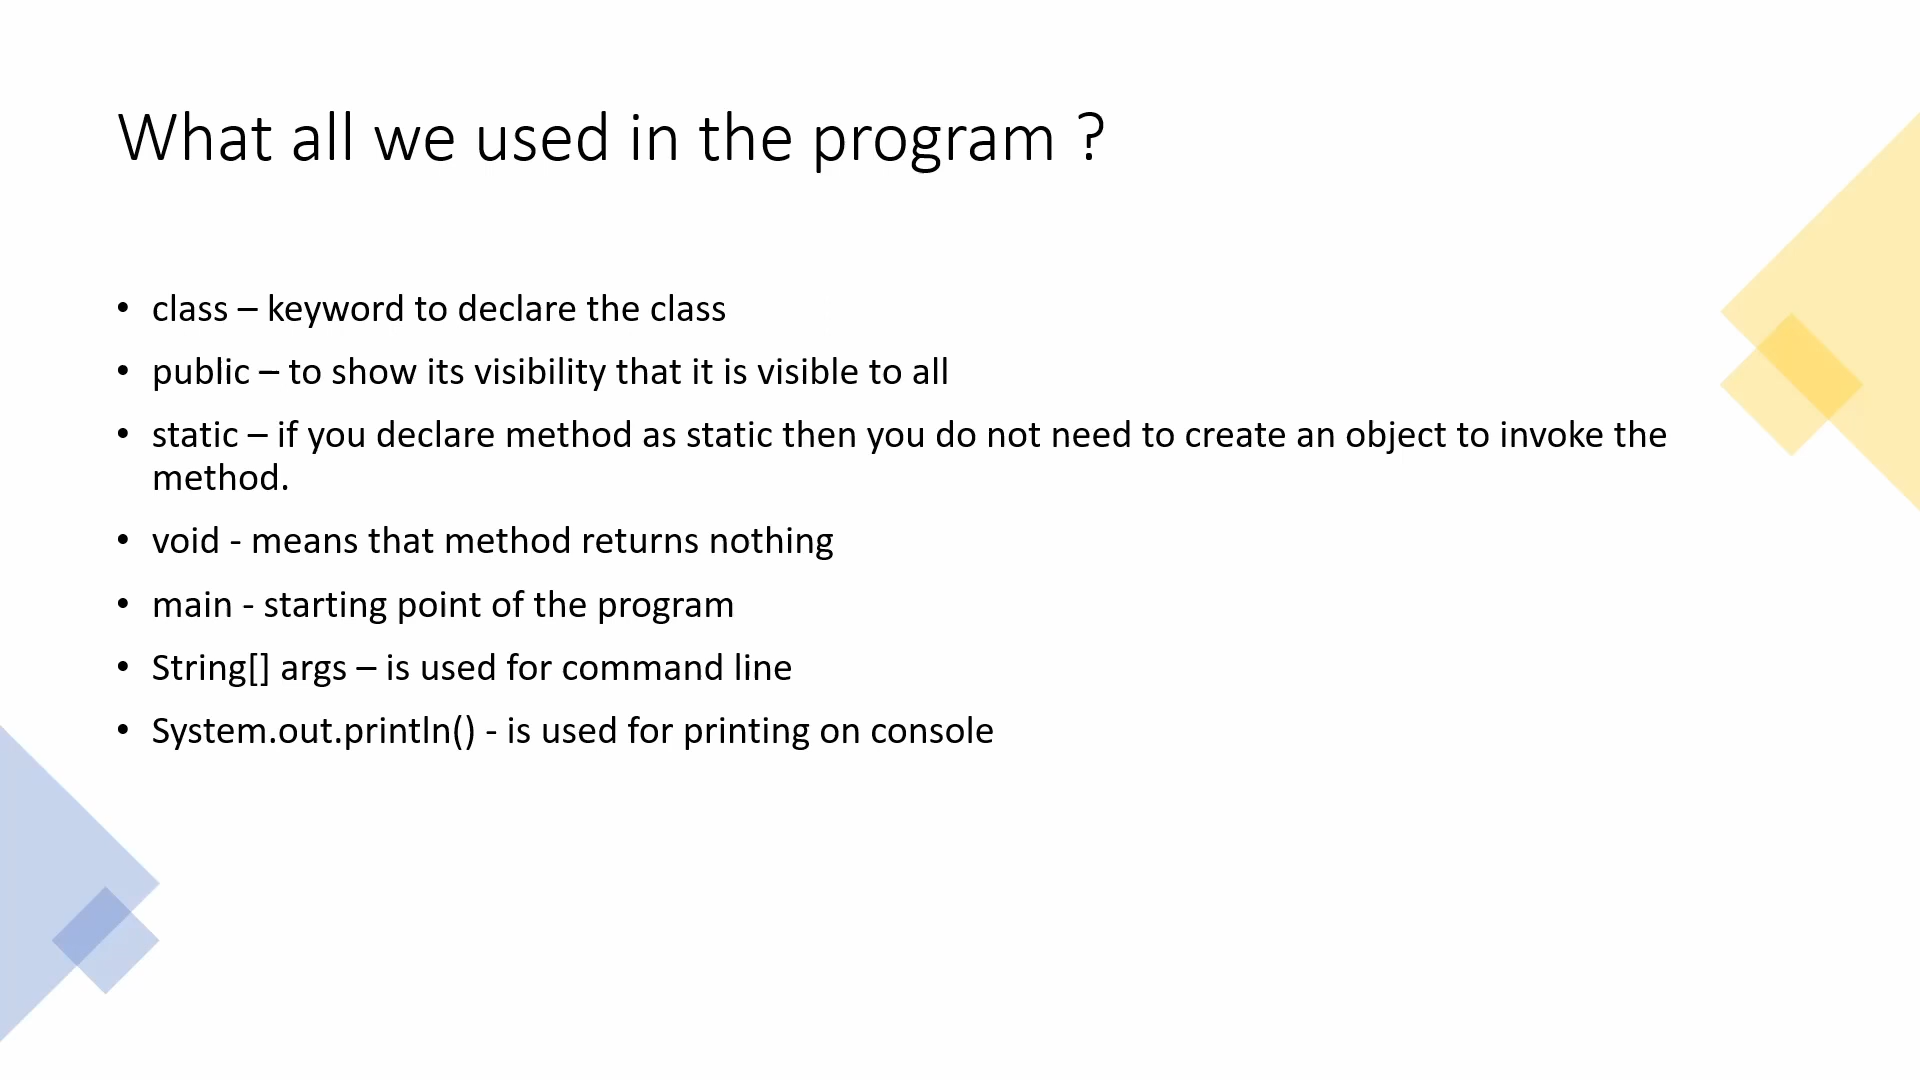 What all we used in the program ?
• class – keyword to declare the class
• public – to show its visibility that it is visible to all
• static – if you declare method as static then you do not need to create an object to invoke the
method.
• void - means that method returns nothing
• main - starting point of the program
• String[] args – is used for command line
• System.out.println() - is used for printing on console